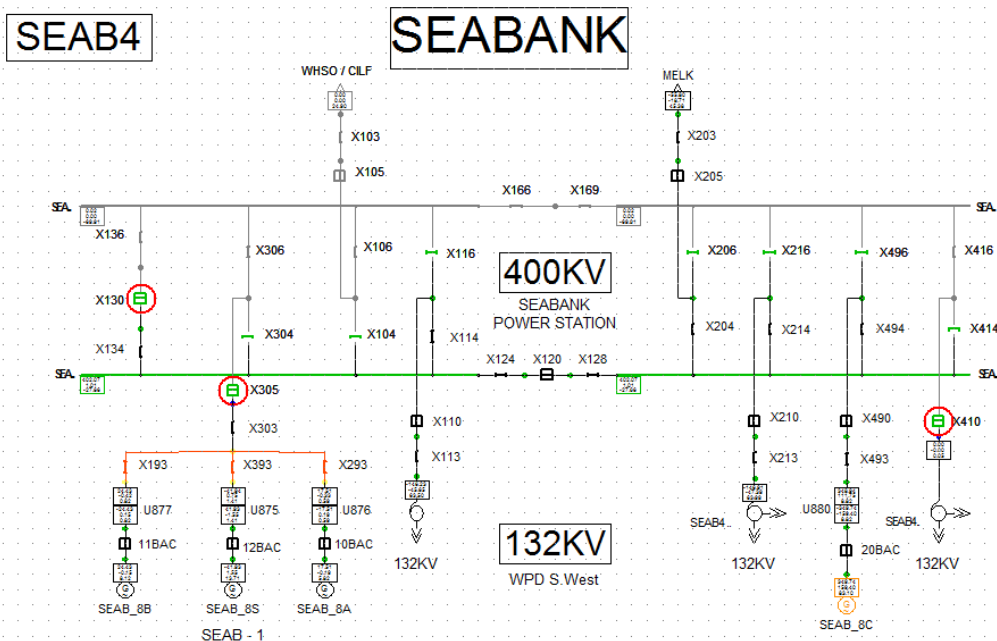 SEAB4
SEABANK
WHSO / CILF
MELK
X103
X203
X105
X205
X166
X169
SEA.
SEA.
X136
X306
X106
X116
X206
X216
X496
X416
400KV
SEABANK
POWER STATION
X130
X304
X104
X114
X204
X214
X494
X414
X134
X124
X120
X128
SEA.
SEA.
X305
X110
X210
X490
X410
X303
X113
X213
X493
X193
X393
X293
U877
U875
U876
U880
SEAB4..
SEAB4.
11BAC
12BAC
10BAC
20BAC
132KV
132KV
132KV
132KV
WPD S.West
G
G
G
G
SEAB_8B
SEAB_8S
SEAB_8A
SEAB_8C
SEAB - 1